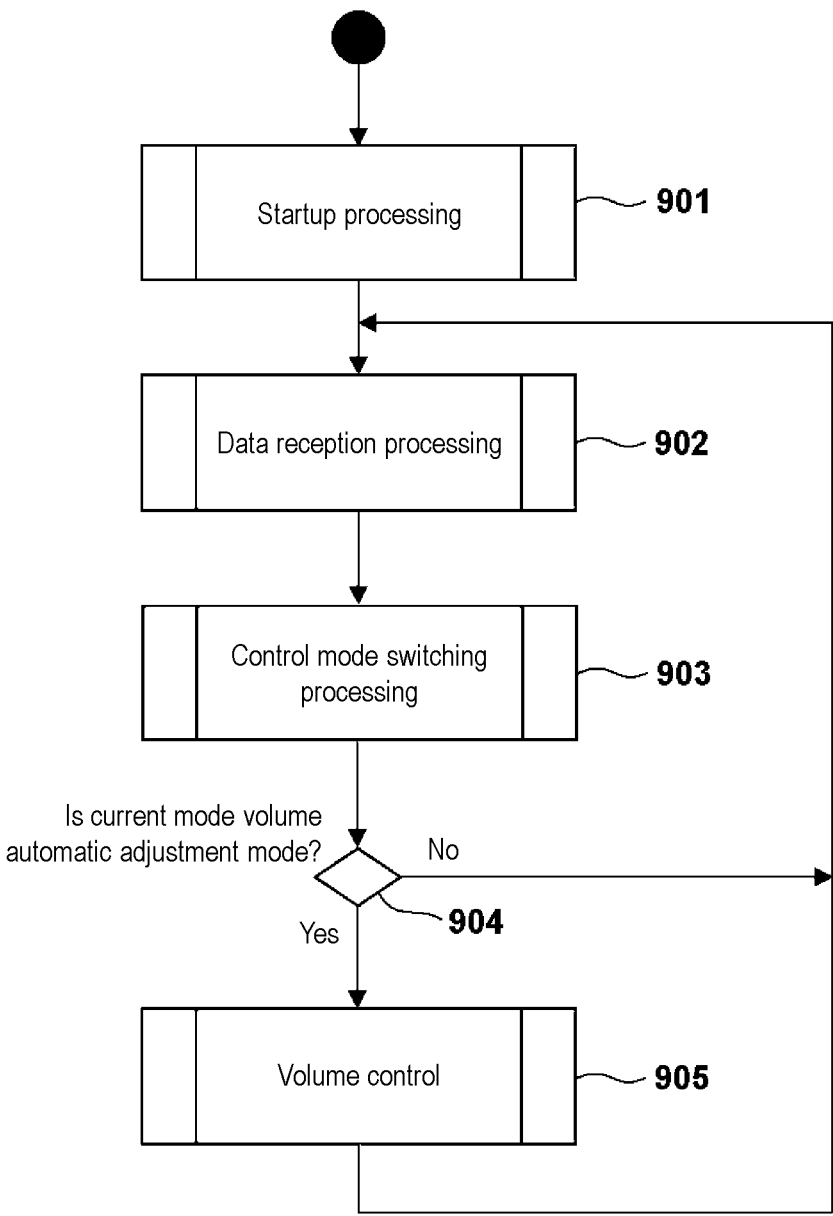 Startup processing
901
Data reception processing
902
Control mode switching
processing
903
Is current mode volume
automatic adjustment mode?
No
904
Yes
Volume control
905